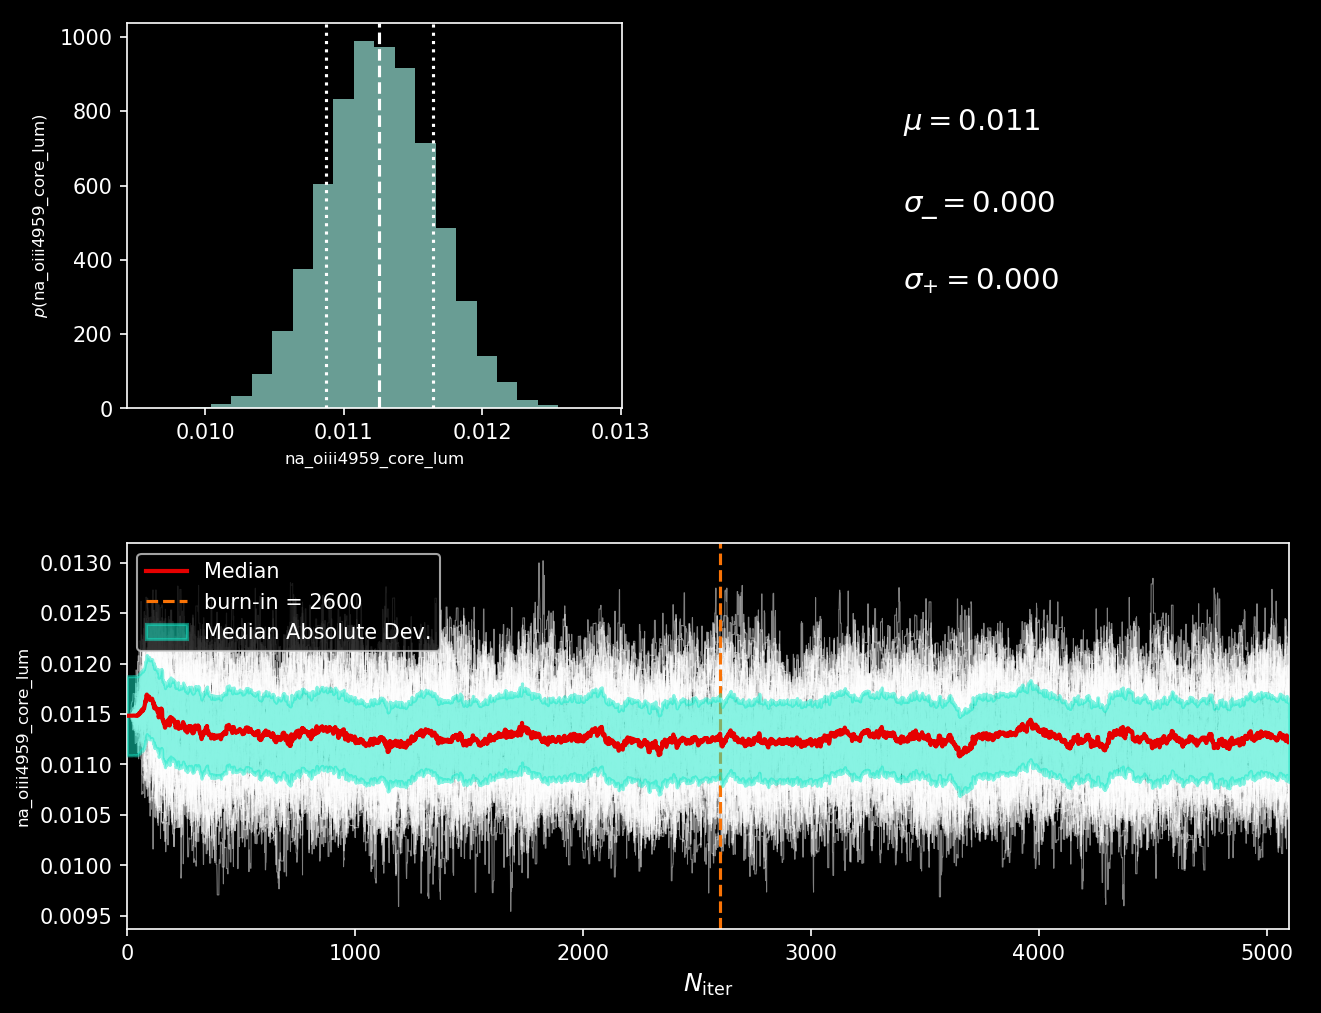 1000
800
600
400
200
0
p(na_oiii4959_core_lum)
0.010 0.011 0.012 0.013
na_oiii4959_core_lum
μ = 0.011
σ₋ = 0.000
σ₊ = 0.000
0.0130
0.0125
0.0120
0.0115
0.0110
0.0105
0.0100
0.0095
na_oiii4959_core_lum
Median
burn-in = 2600
Median Absolute Dev.
0 1000 2000 3000 4000 5000
N_iter